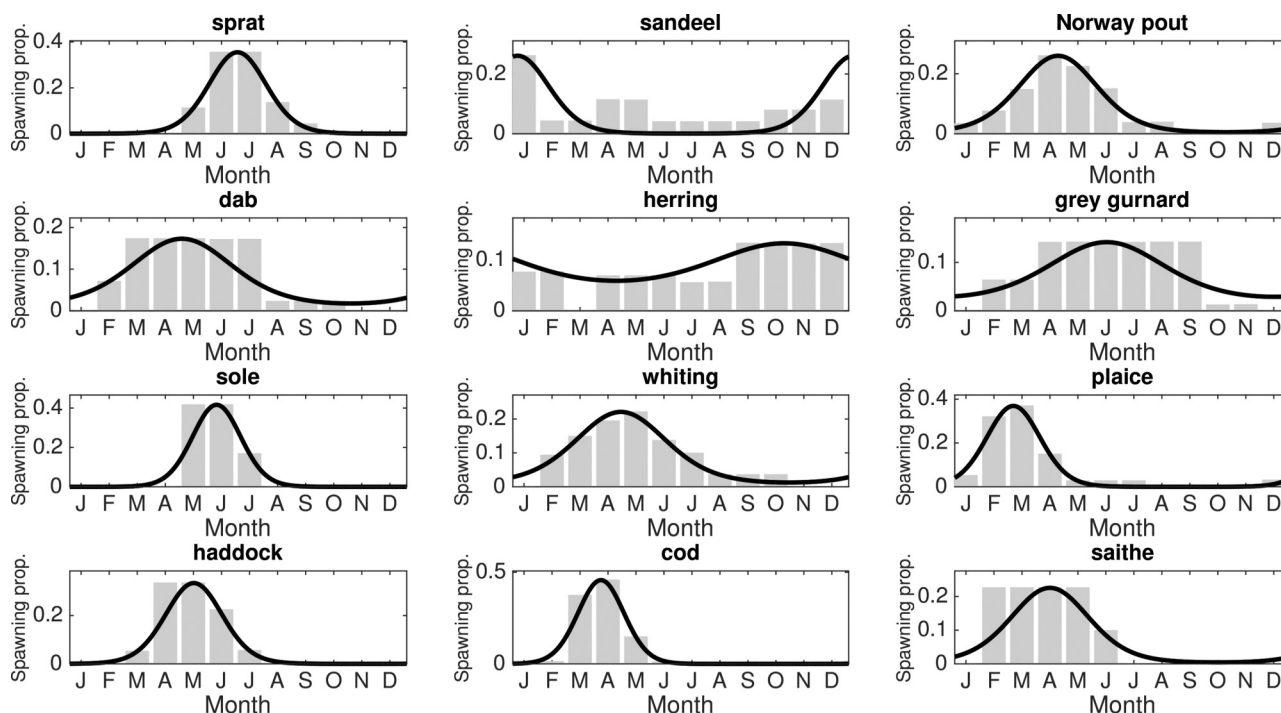 sprat
Spawning prop.
0.4
0.2
0
J F M A M J J A S O N D
Month
sandeel
Spawning prop.
0.2
0
J F M A M J J A S O N D
Month
Norway pout
Spawning prop.
0.2
0
J F M A M J J A S O N D
Month
dab
Spawning prop.
0.2
0.1
0
J F M A M J J A S O N D
Month
herring
Spawning prop.
0.1
0
J F M A M J J A S O N D
Month
grey gurnard
Spawning prop.
0.1
0
J F M A M J J A S O N D
Month
sole
Spawning prop.
0.4
0.2
0
J F M A M J J A S O N D
Month
whiting
Spawning prop.
0.2
0.1
0
J F M A M J J A S O N D
Month
plaice
Spawning prop.
0.4
0.2
0
J F M A M J J A S O N D
Month
haddock
Spawning prop.
0.2
0
J F M A M J J A S O N D
Month
cod
Spawning prop.
0.5
0
J F M A M J J A S O N D
Month
saithe
Spawning prop.
0.2
0.1
0
J F M A M J J A S O N D
Month